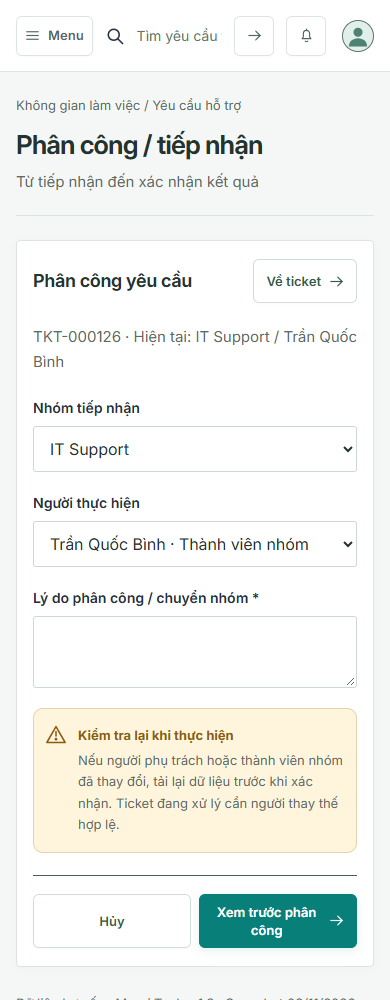 Menu
Tìm yêu cầu
Không gian làm việc / Yêu cầu hỗ trợ
Phân công / tiếp nhận
Từ tiếp nhận đến xác nhận kết quả
Phân công yêu cầu
Về ticket
TKT-000126 · Hiện tại: IT Support / Trần Quốc
Bình
Nhóm tiếp nhận
IT Support
Người thực hiện
Trần Quốc Bình · Thành viên nhóm
Lý do phân công / chuyển nhóm *
Kiểm tra lại khi thực hiện
Nếu người phụ trách hoặc thành viên nhóm
đã thay đổi, tải lại dữ liệu trước khi xác
nhận. Ticket đang xử lý cần người thay thế
hợp lệ.
Hủy
Xem trước phân
công